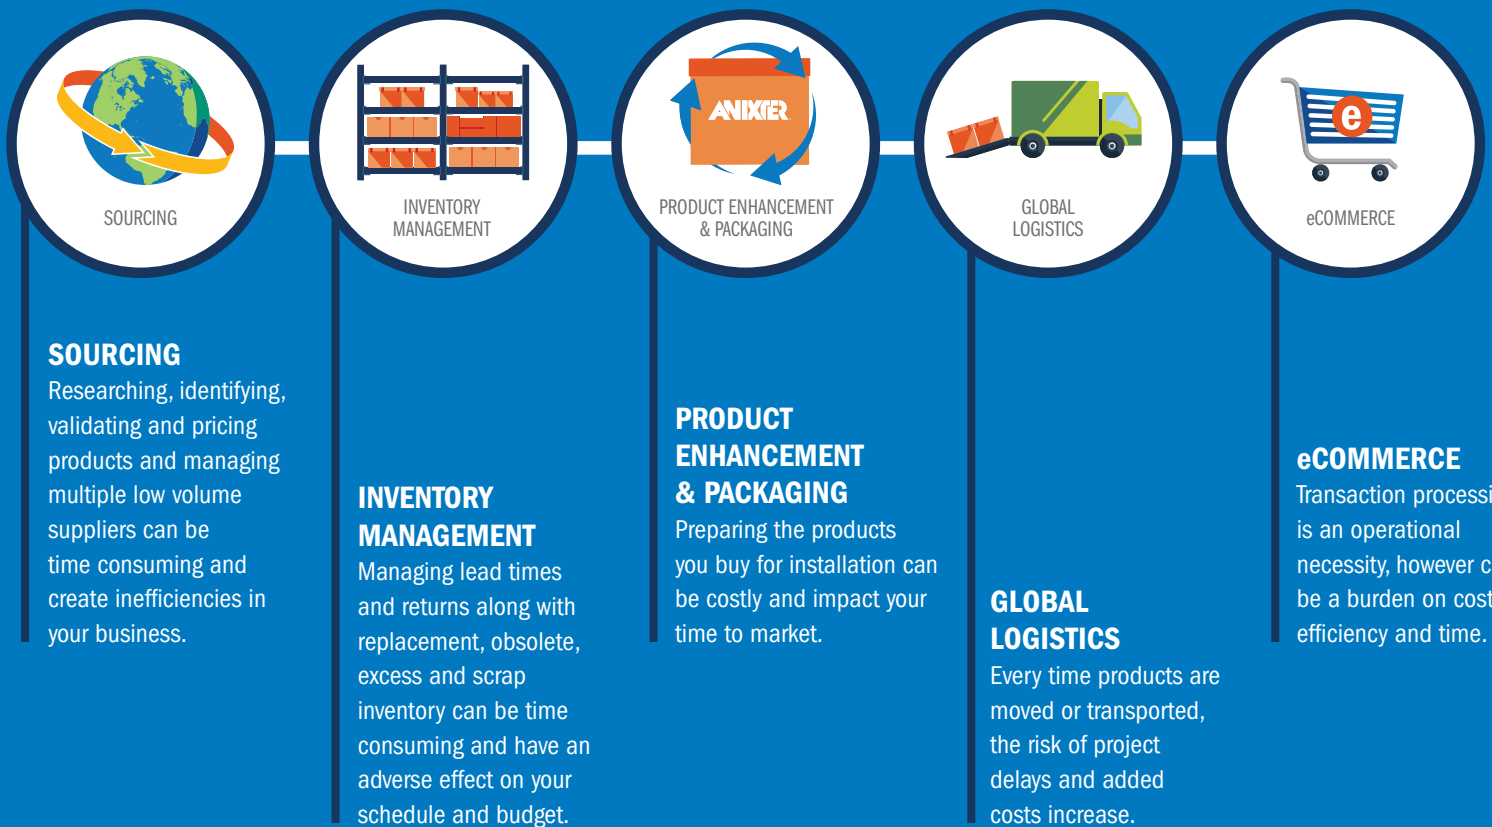 ANIXTER
e
SOURCING
INVENTORY
MANAGEMENT
PRODUCT ENHANCEMENT
& PACKAGING
GLOBAL
LOGISTICS
eCOMMERCE
SOURCING
Researching, identifying,
validating and pricing
products and managing
multiple low volume
suppliers can be
time consuming and
create inefficiencies in
your business.
INVENTORY
MANAGEMENT
Managing lead times
and returns along with
replacement, obsolete,
excess and scrap
inventory can be time
consuming and have an
adverse effect on your
schedule and budget.
PRODUCT
ENHANCEMENT
& PACKAGING
Preparing the products
you buy for installation can
be costly and impact your
time to market.
GLOBAL
LOGISTICS
Every time products are
moved or transported,
the risk of project
delays and added
costs increase.
eCOMMERCE
Transaction
is an operational
necessity, however
be a burden on cost
efficiency and time.